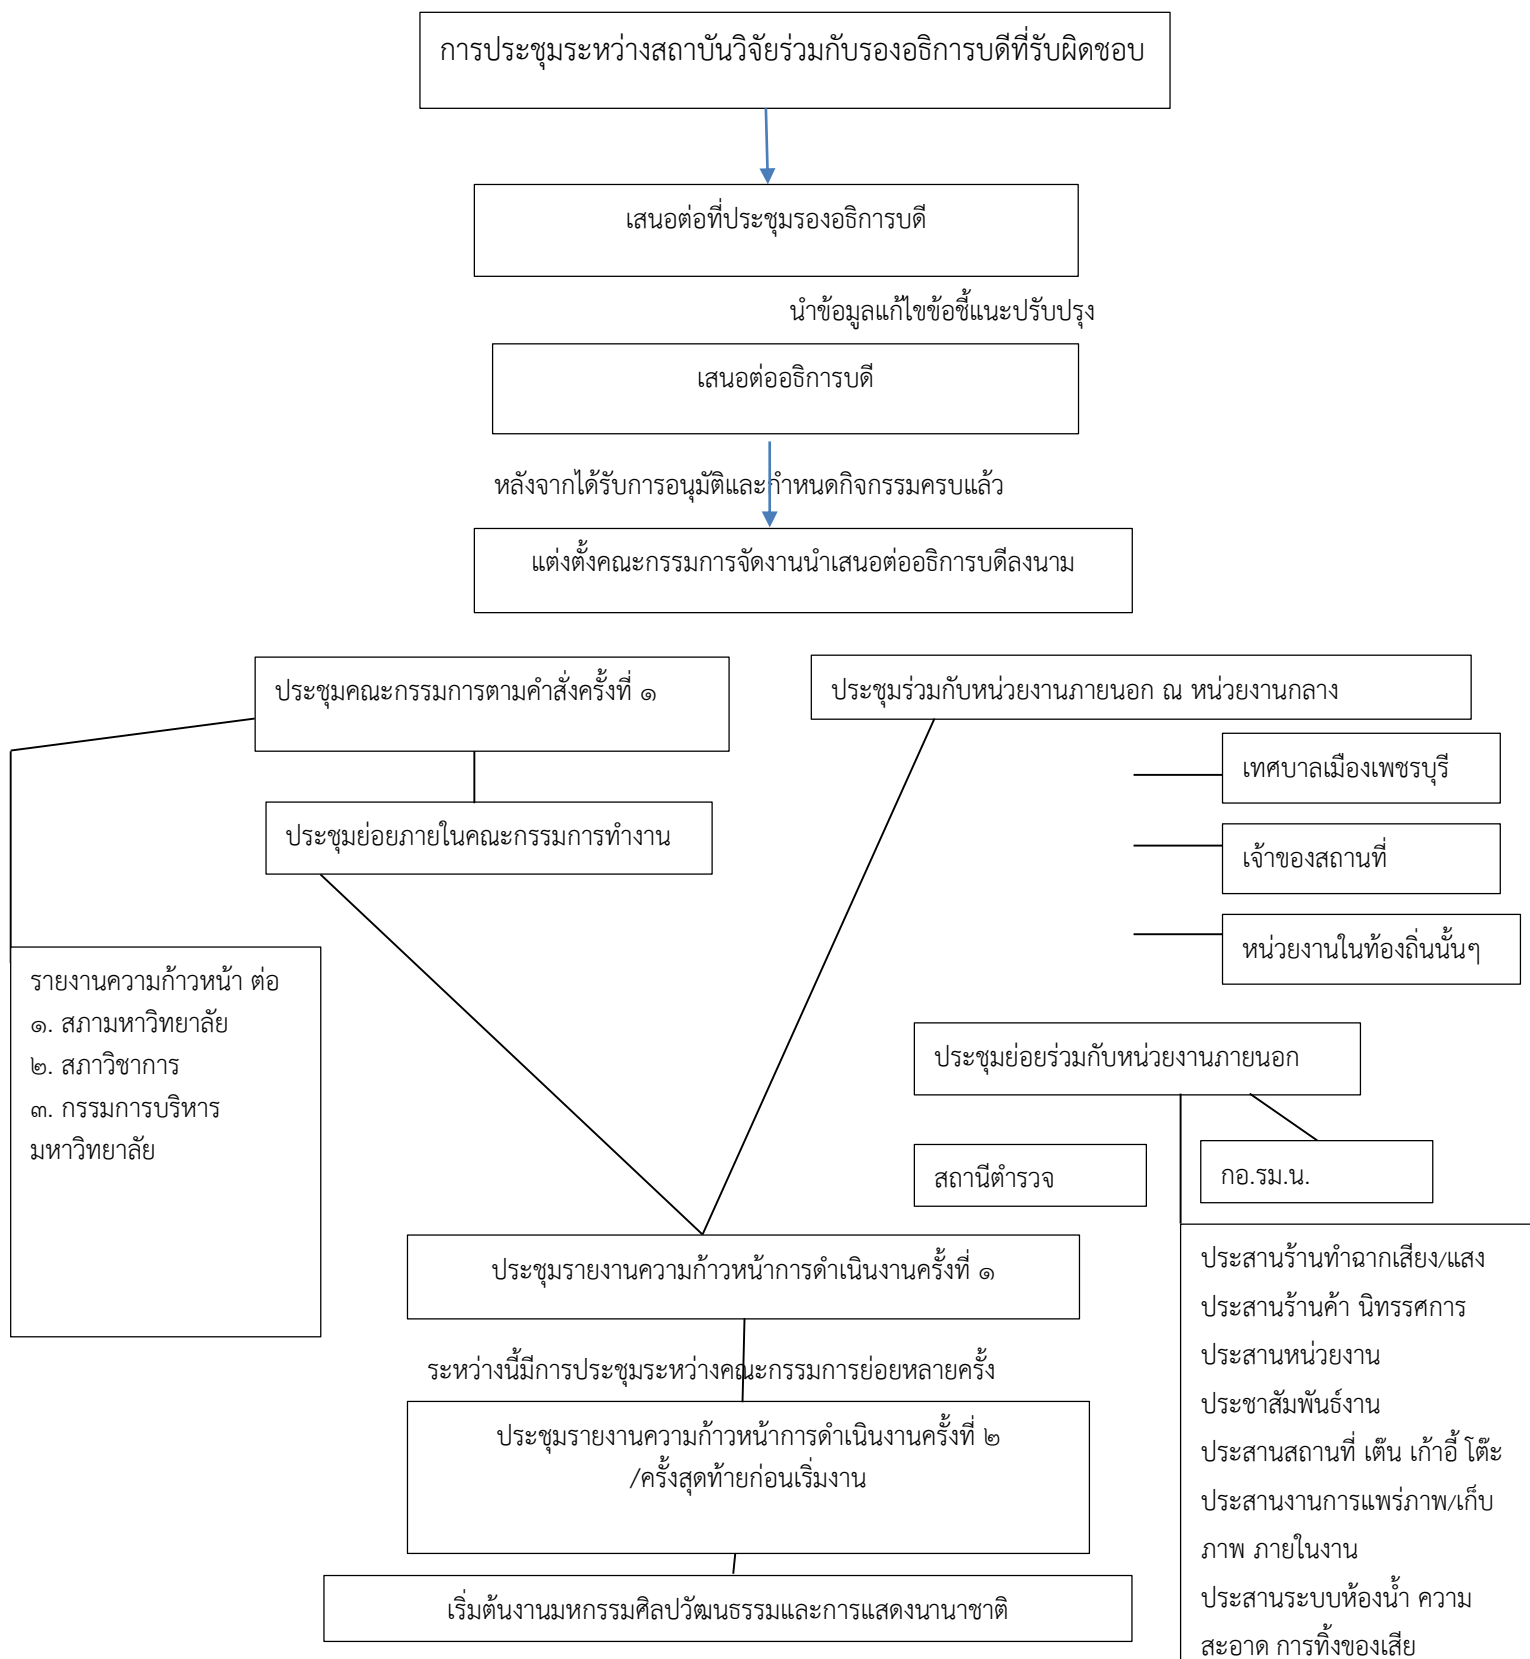 การประชุมระหว่างสถาบันวิจัยร่วมกับรองอธิการบดีที่รับผิดชอบ
เสนอต่อที่ประชุมรองอธิการบดี
นำข้อมูลแก้ไขข้อชี้แนะปรับปรุง
เสนอต่ออธิการบดี
หลังจากได้รับการอนุมัติและกำหนดกิจกรรมครบแล้ว
แต่งตั้งคณะกรรมการจัดงานนำเสนอต่ออธิการบดีลงนาม
ประชุมคณะกรรมการตามคำสั่งครั้งที่ ๑
ประชุมร่วมกับหน่วยงานภายนอก ณ หน่วยงานกลาง
เทศบาลเมืองเพชรบุรี
ประชุมย่อยภายในคณะกรรมการทำงาน
เจ้าของสถานที่
หน่วยงานในท้องถิ่นนั้นๆ
รายงานความก้าวหน้า ต่อ
๑. สภามหาวิทยาลัย
๒. สภาวิชาการ
๓. กรรมการบริหาร
มหาวิทยาลัย
ประชุมย่อยร่วมกับหน่วยงานภายนอก
สถานีตำรวจ
กอ.รม.น.
ประชุมรายงานความก้าวหน้าการดำเนินงานครั้งที่ ๑
ระหว่างนี้มีการประชุมระหว่างคณะกรรมการย่อยหลายครั้ง
ประชุมรายงานความก้าวหน้าการดำเนินงานครั้งที่ ๒
/ครั้งสุดท้ายก่อนเริ่มงาน
เริ่มต้นงานมหกรรมศิลปวัฒนธรรมและการแสดงนานาชาติ
ประสานร้านทำฉากเสียง/แสง
ประสานร้านค้า นิทรรศการ
ประสานหน่วยงาน
ประชาสัมพันธ์งาน
ประสานสถานที่ เต๊น เก้าอี้ โต๊ะ
ประสานงานการแพร่ภาพ/เก็บ
ภาพ ภายในงาน
ประสานระบบห้องน้ำ ความ
สะอาด การทิ้งของเสีย